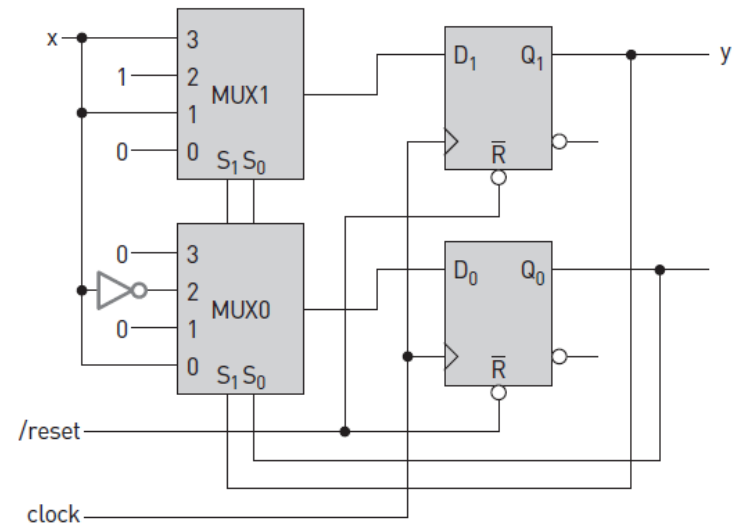 x
3
1 2
MUX1
1
0 0
S₁ S₀
D₁ Q₁
R̅
y
0 3
2
MUX0
0 1
0
S₁ S₀
D₀ Q₀
R̅
/reset
clock